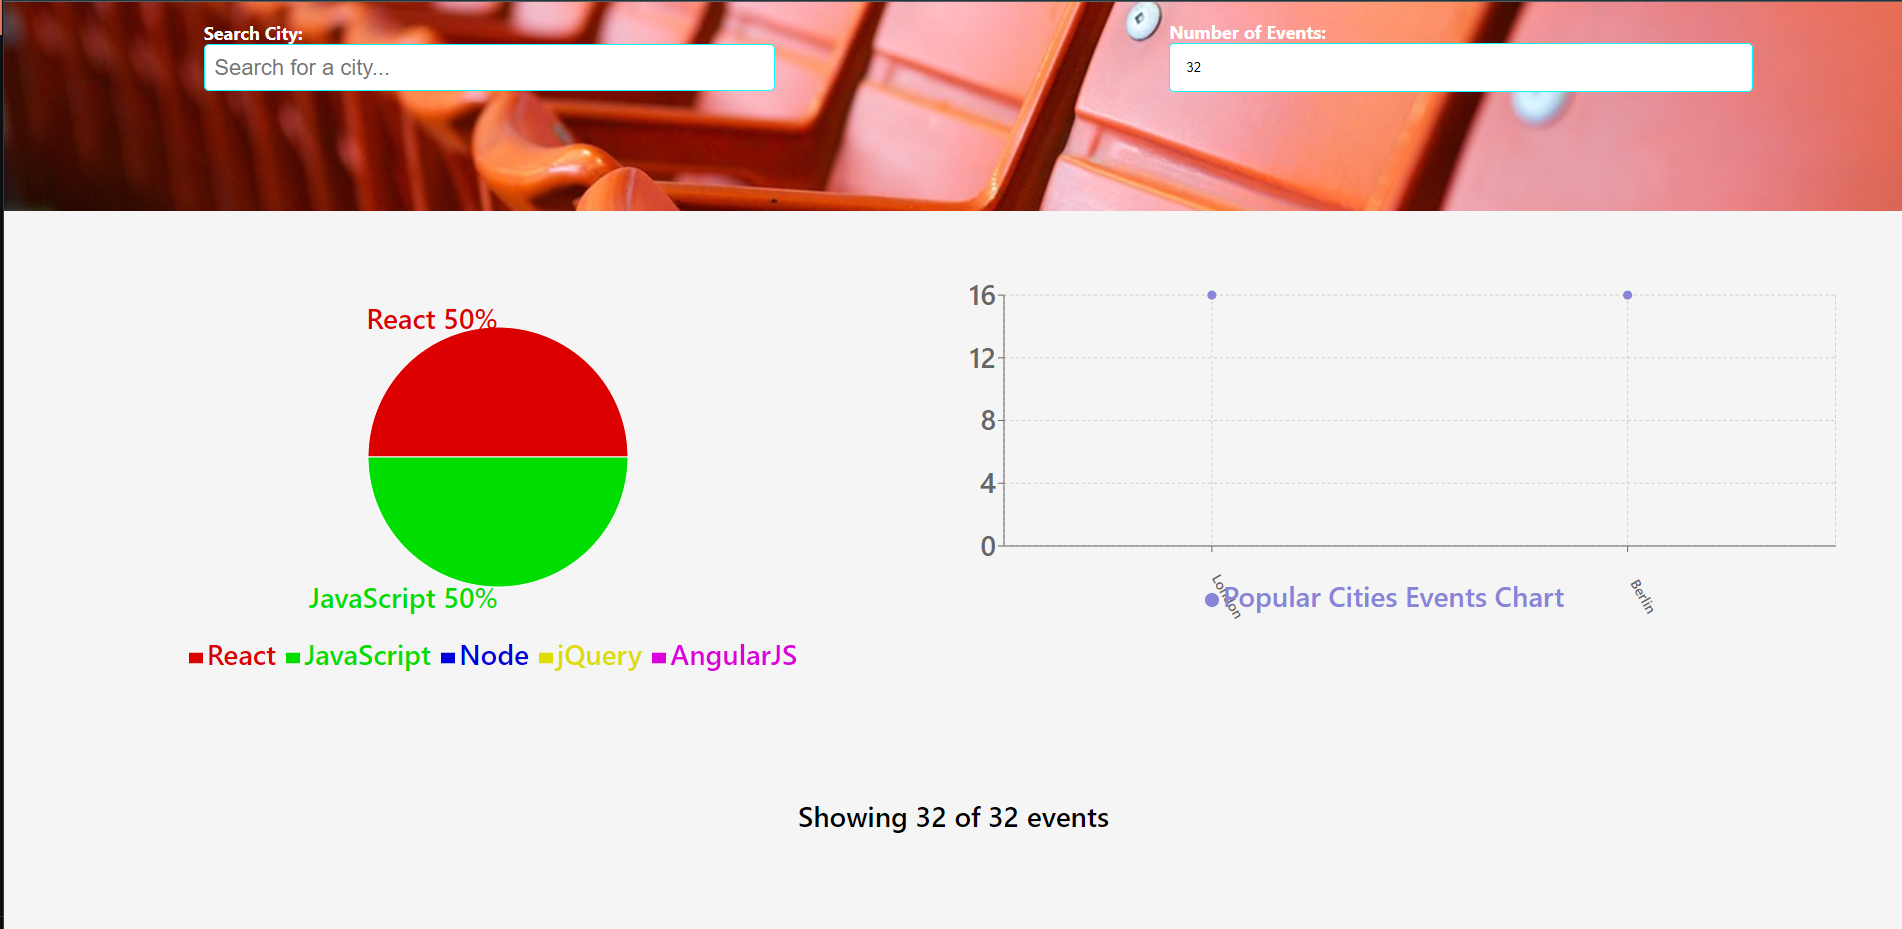 Search City:
Search for a city...
Number of Events:
32
React 50%
JavaScript 50%
React JavaScript Node jQuery AngularJS
16
12
8
4
0
London
Berlin
Popular Cities Events Chart
Showing 32 of 32 events